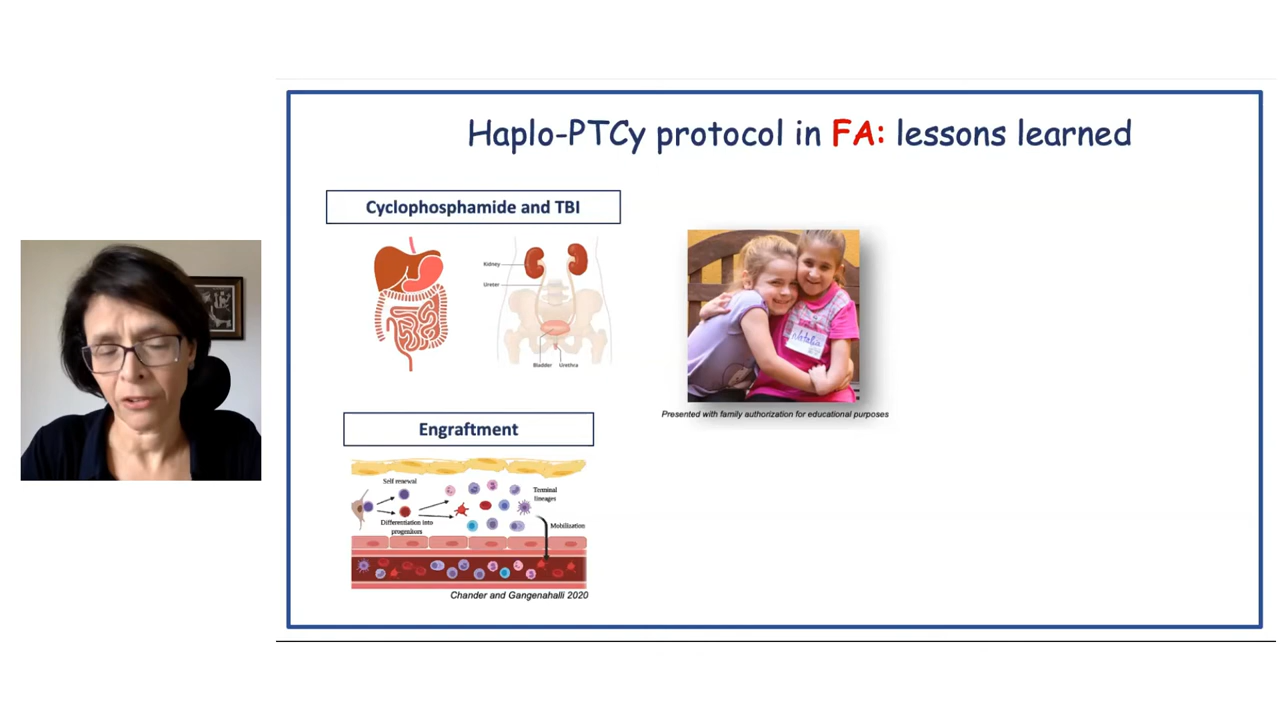 Haplo-PTCy protocol in FA: lessons learned
Cyclophosphamide and TBI
Kidney
Ureter
Bladder
Urethra
Natalia
Presented with family authorization for educational purposes
Engraftment
Self renewal
Differentiation into
progenitors
Terminal
lineages
Mobilization
Chander and Gangenahalli 2020